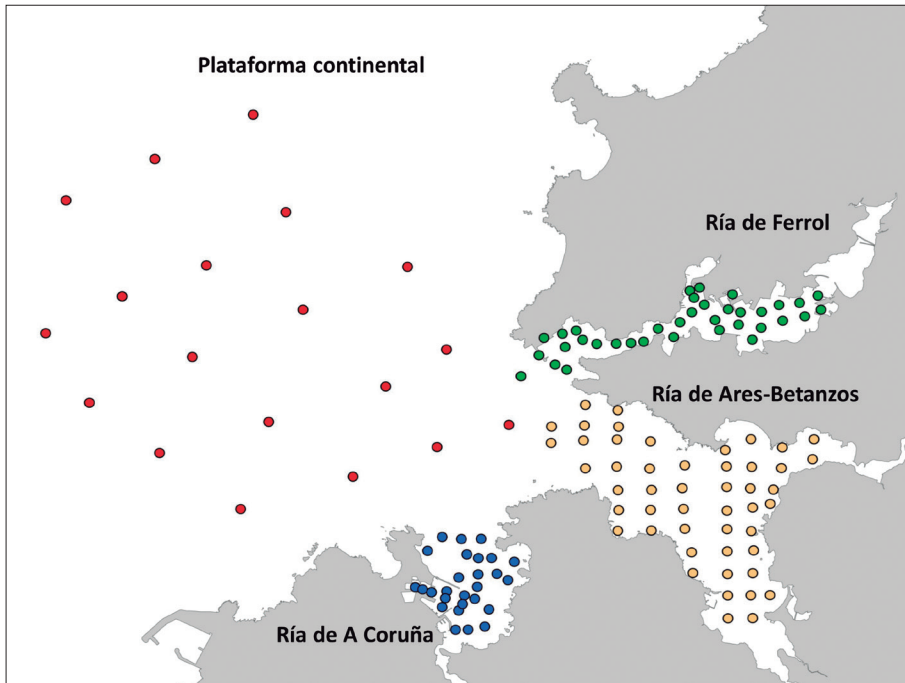 Plataforma continental
Ría de Ferrol
Ría de Ares-Betanzos
Ría de A Coruña